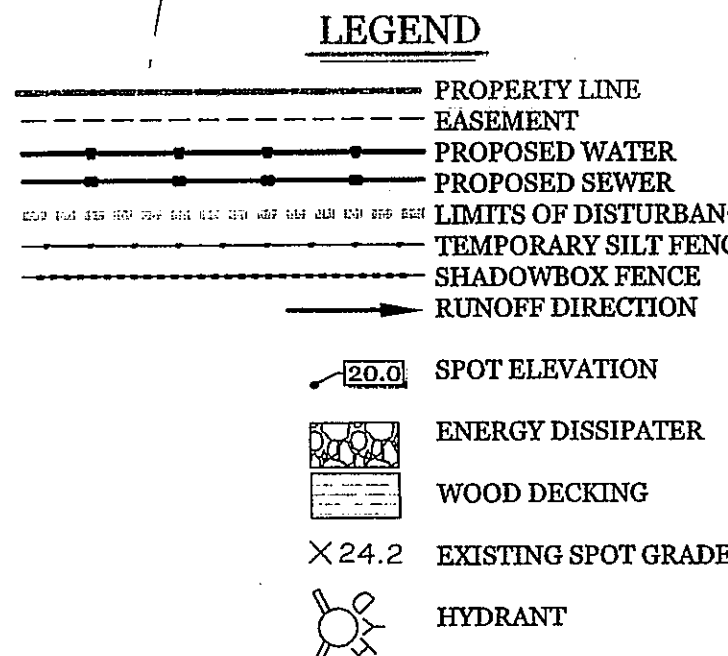 LEGEND
PROPERTY LINE
EASEMENT
PROPOSED WATER
PROPOSED SEWER
LIMITS OF DISTURBAN
TEMPORARY SILT FENC
SHADOWBOX FENCE
RUNOFF DIRECTION
20.0 SPOT ELEVATION
ENERGY DISSIPATER
WOOD DECKING
X 24.2 EXISTING SPOT GRADE
HYDRANT
HYD